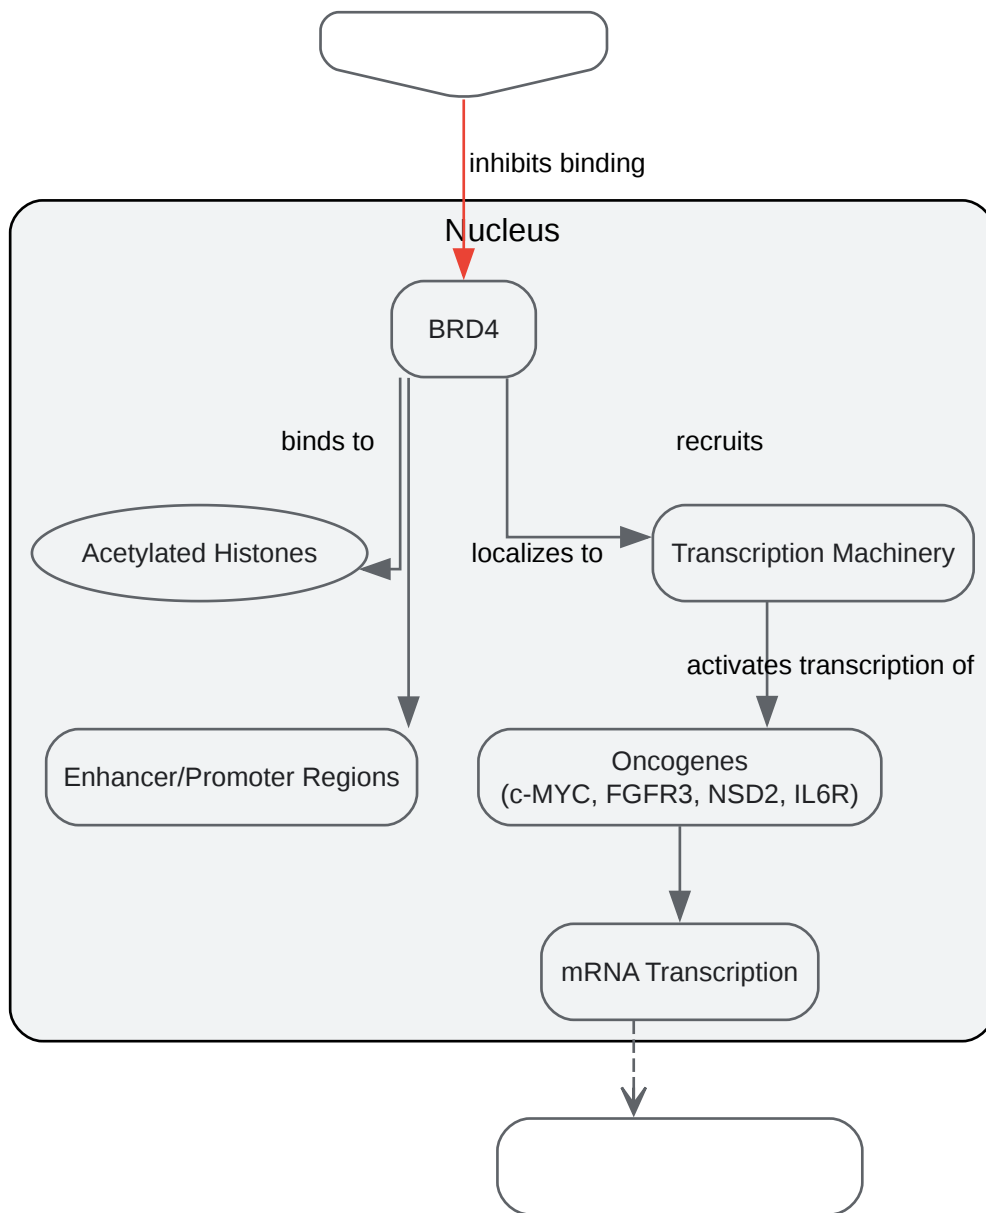 inhibits binding
Nucleus
BRD4
binds to
recruits
Acetylated Histones
localizes to
Transcription Machinery
activates transcription of
Enhancer/Promoter Regions
Oncogenes
(c-MYC, FGFR3, NSD2, IL6R)
mRNA Transcription